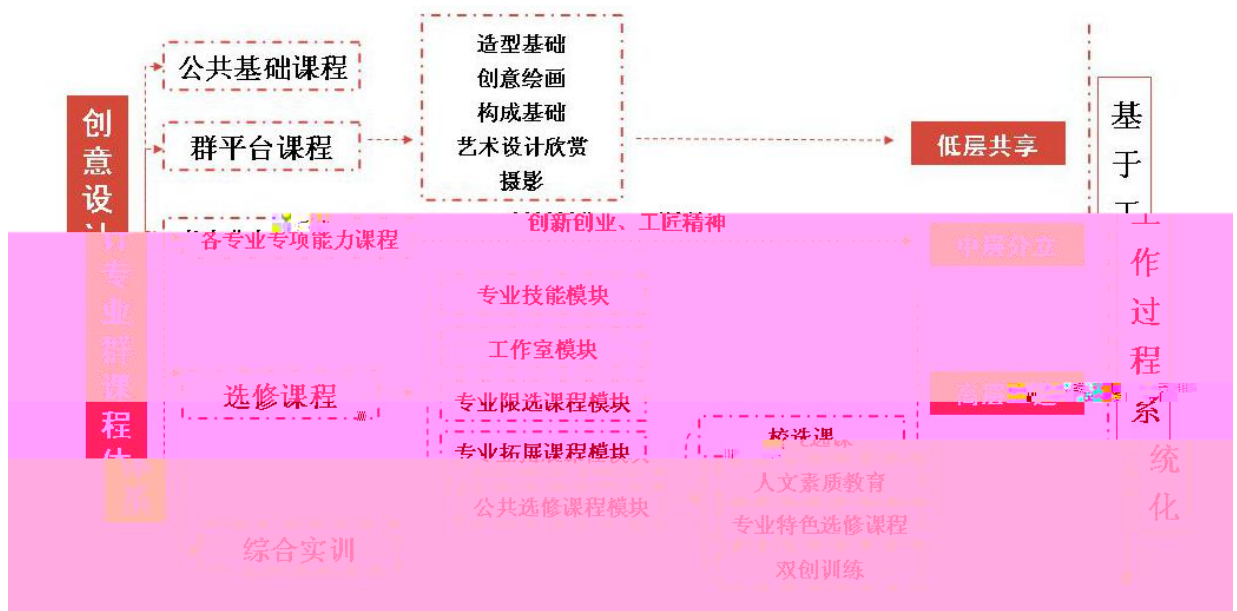 创意设计专业群课程体系
公共基础课程
群平台课程
造型基础
创意绘画
构成基础
艺术设计欣赏
摄影
低层共享
各专业专项能力课程
创新创业、工匠精神
中层分立
选修课程
专业技能模块
工作室模块
专业限选课程模块
专业拓展课程模块
公共选修课程模块
校选课
人文素质教育
专业特色选修课程
双创训练
高层
综合实训
基于工作过程系统化